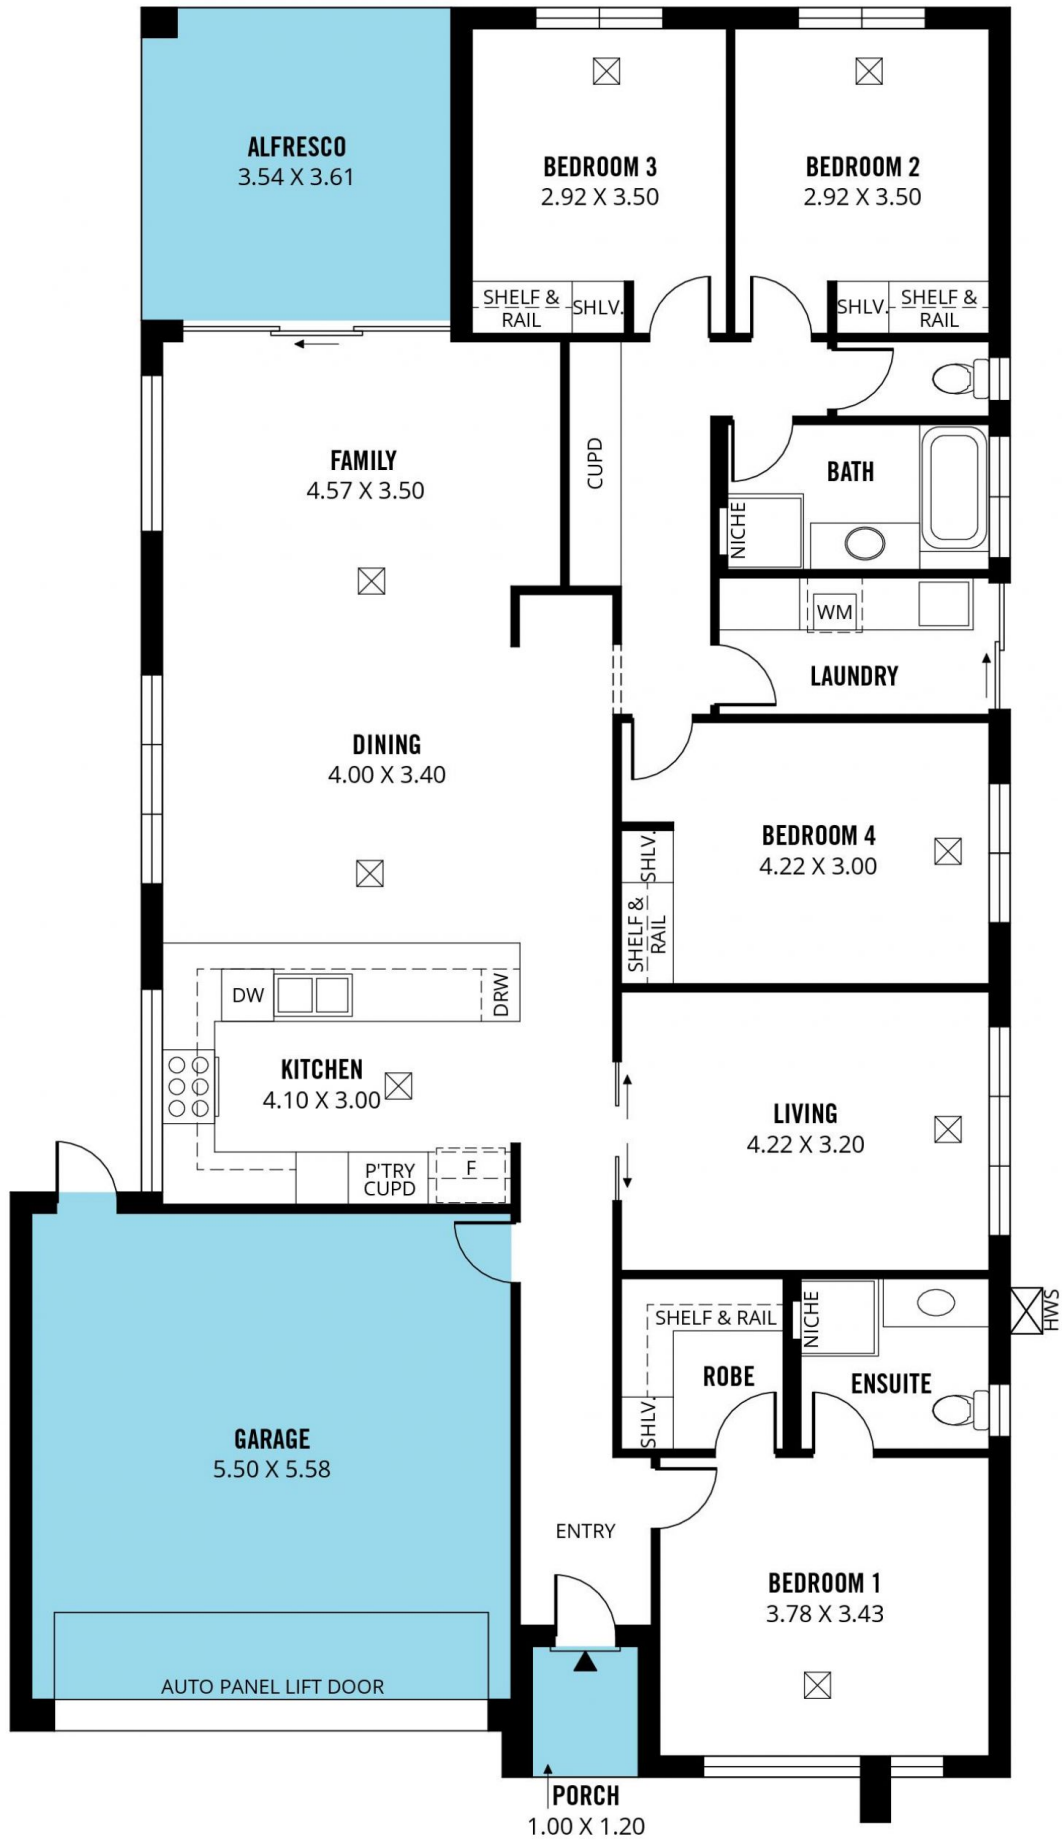 ALFRESCO
3.54 X 3.61
BEDROOM 3
2.92 X 3.50
BEDROOM 2
2.92 X 3.50
SHELF &
RAIL
SHLV.
SHLV.
SHELF &
RAIL
FAMILY
4.57 X 3.50
CUPD
BATH
NICHE
WM
LAUNDRY
DINING
4.00 X 3.40
BEDROOM 4
4.22 X 3.00
SHLV.
SHELF &
RAIL
DW
DRW
KITCHEN
4.10 X 3.00
LIVING
4.22 X 3.20
P'TRY
CUPD
F
SHELF & RAIL
NICHE
HWS
ROBE
ENSUITE
SHLV.
GARAGE
5.50 X 5.58
ENTRY
BEDROOM 1
3.78 X 3.43
AUTO PANEL LIFT DOOR
PORCH
1.00 X 1.20